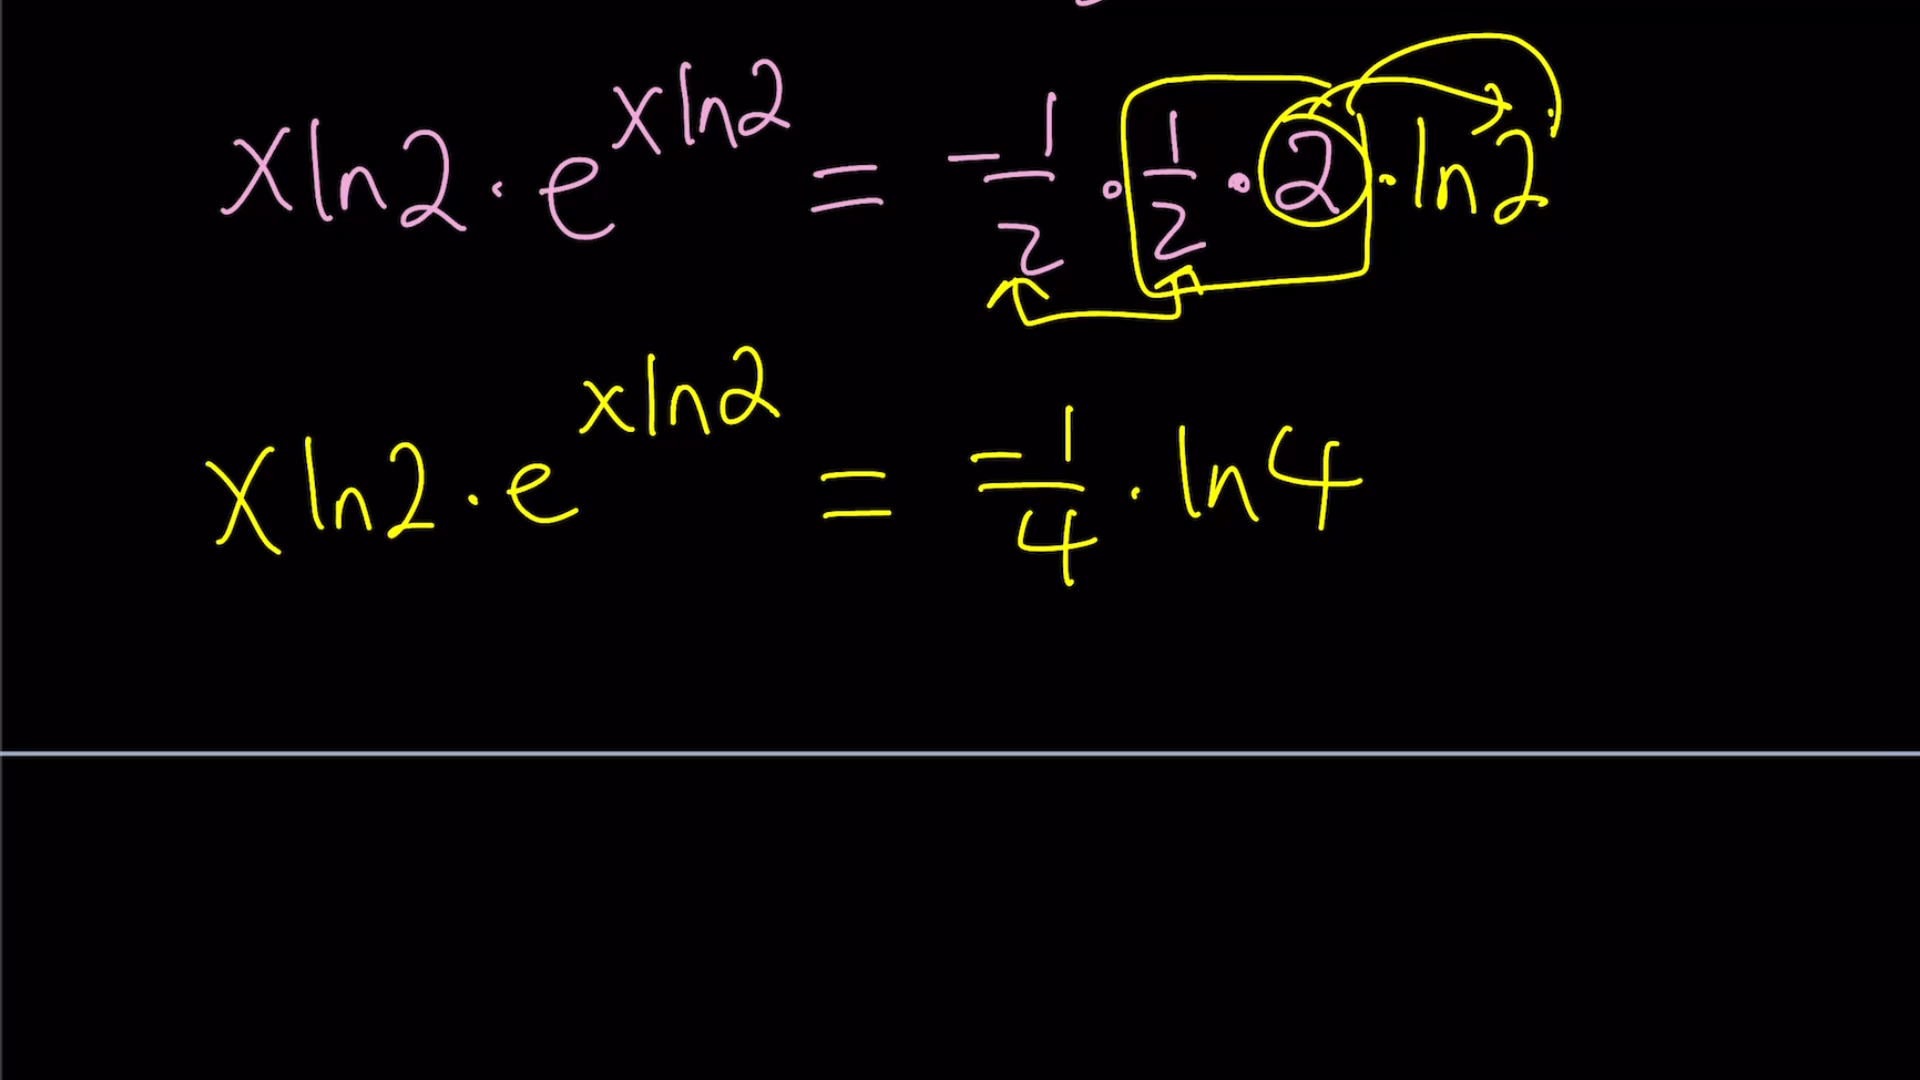 xln2 · e^xln2 = -1/2 · 1/2 · 2 · ln2
xln2 · e^xln2 = -1/4 · ln4